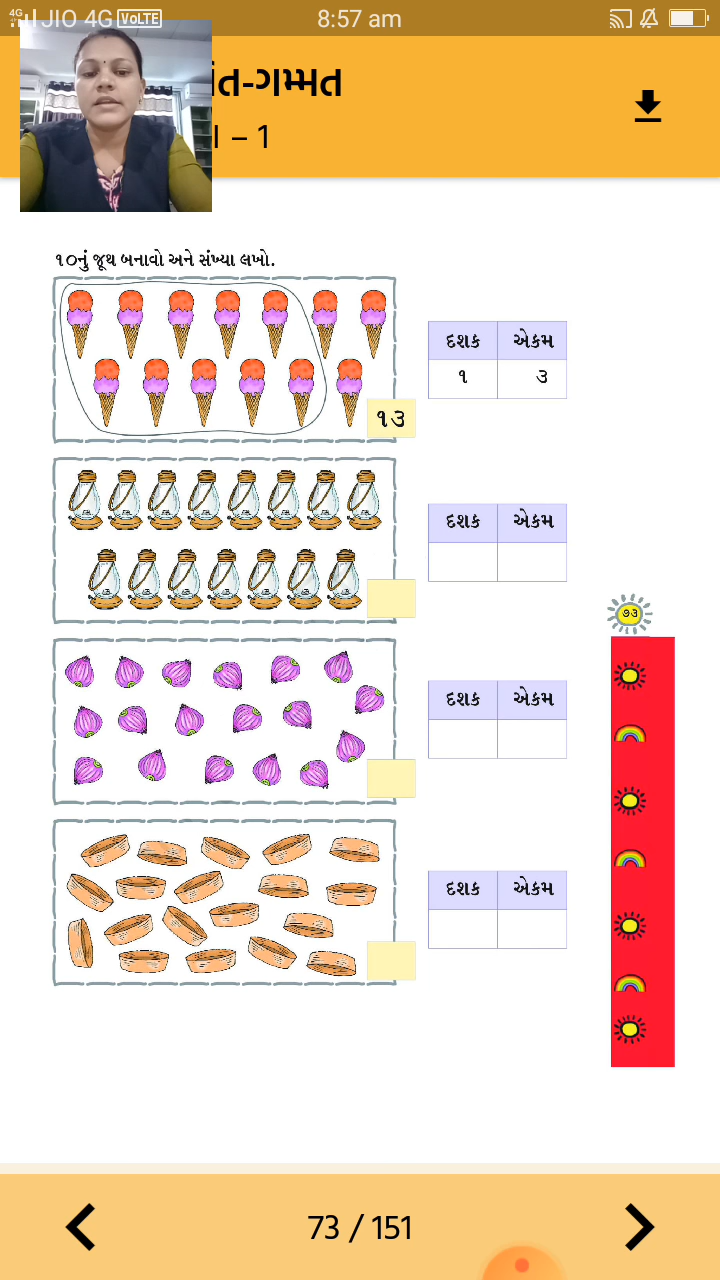 4G JIO 4G VoLTE 8:57 am
ત-ગમ્મત
– 1
૧૦નું જૂથ બનાવો અને સંખ્યા લખો.
દશક એકમ
૧ ૩
૧૩
દશક એકમ
૭૩
દશક એકમ
દશક એકમ
73 / 151